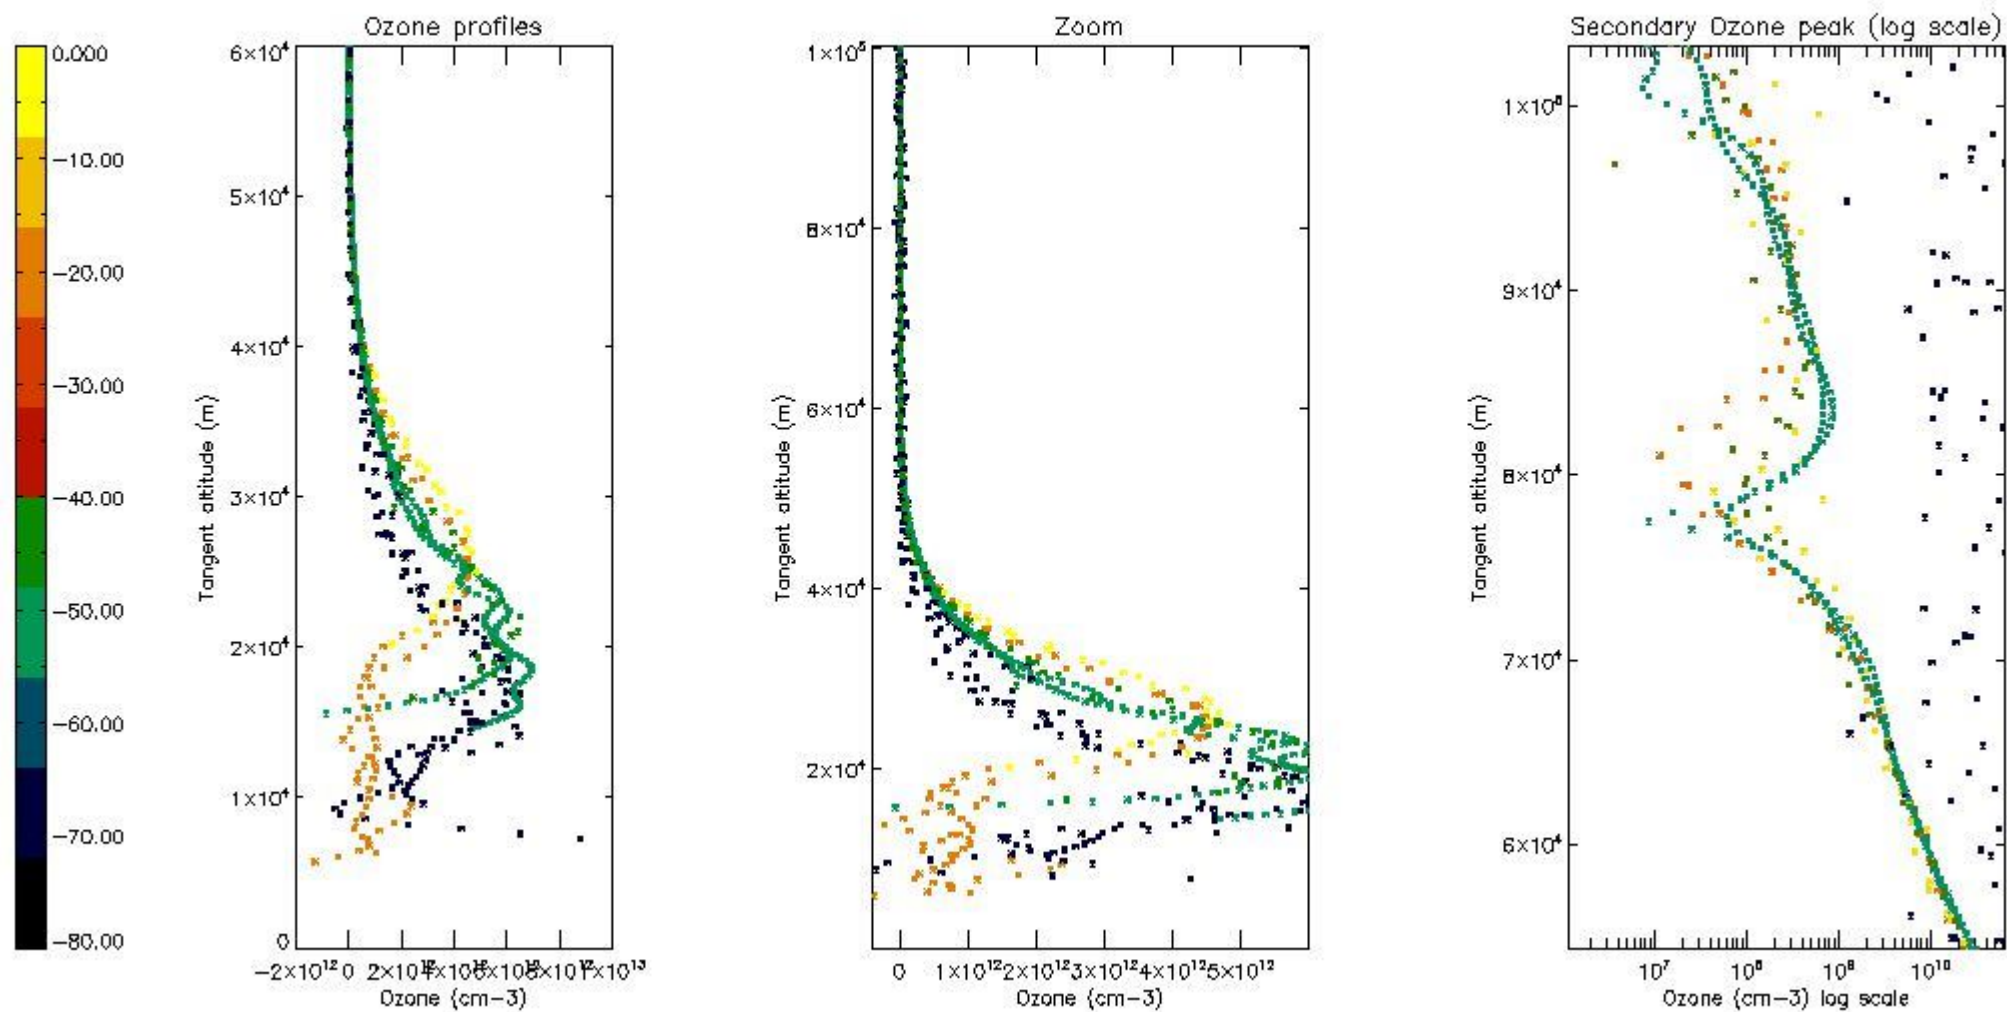 Ozone profiles
Zoom
Secondary Ozone peak (log scale)
0.000
−10.00
−20.00
−30.00
−40.00
−50.00
−60.00
−70.00
−80.00
6×10⁴
5×10⁴
4×10⁴
3×10⁴
2×10⁴
1×10⁴
0
Tangent altitude (m)
−2×10¹² 0
Ozone (cm−3)
1×10⁵
8×10⁴
6×10⁴
4×10⁴
2×10⁴
Tangent altitude (m)
0 1×10¹² 2×10¹² 3×10¹² 4×10¹² 5×10¹²
Ozone (cm−3)
9×10⁴
8×10⁴
7×10⁴
6×10⁴
Tangent altitude (m)
10⁷ 10⁸ 10⁹ 10¹⁰
Ozone (cm−3) log scale